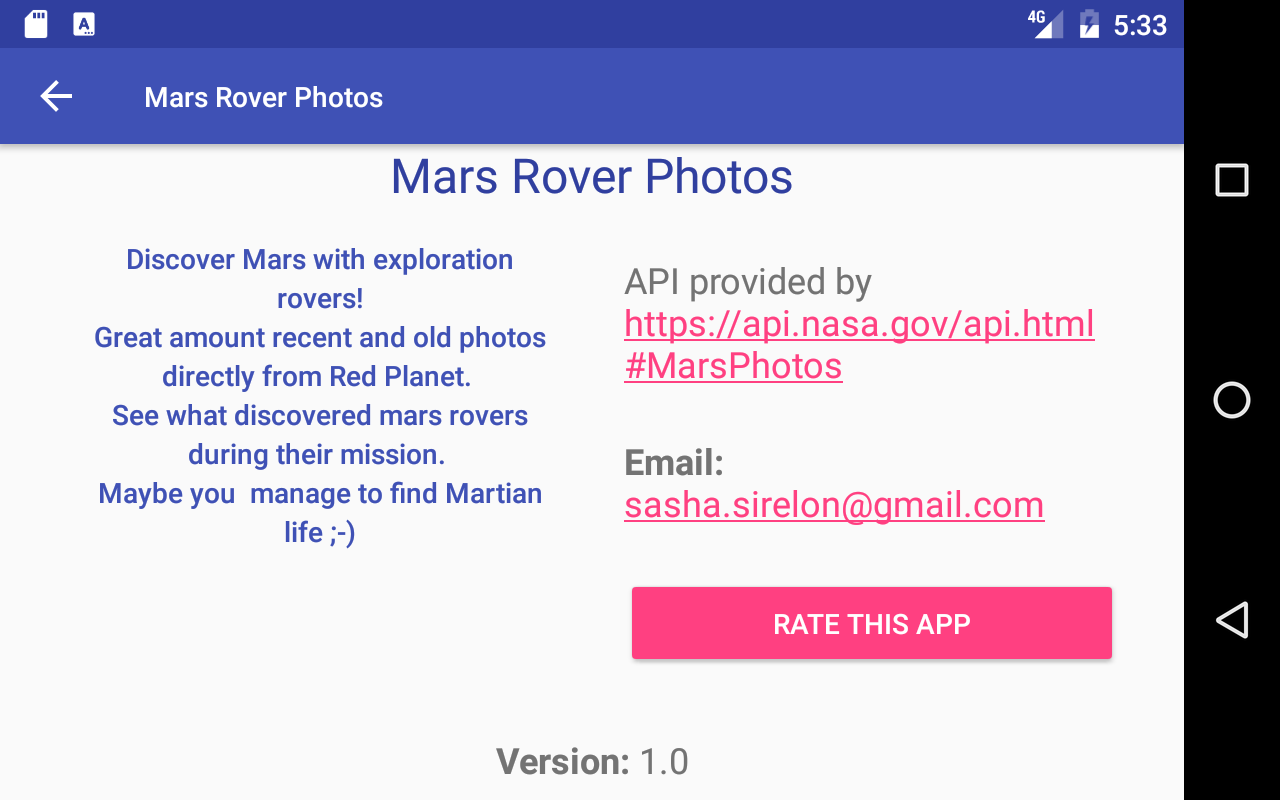 4G 5:33
Mars Rover Photos
Mars Rover Photos
Discover Mars with exploration
rovers!
Great amount recent and old photos
directly from Red Planet.
See what discovered mars rovers
during their mission.
Maybe you  manage to find Martian
life ;-)
API provided by
https://api.nasa.gov/api.html
#MarsPhotos
Email:
sasha.sirelon@gmail.com
RATE THIS APP
Version: 1.0